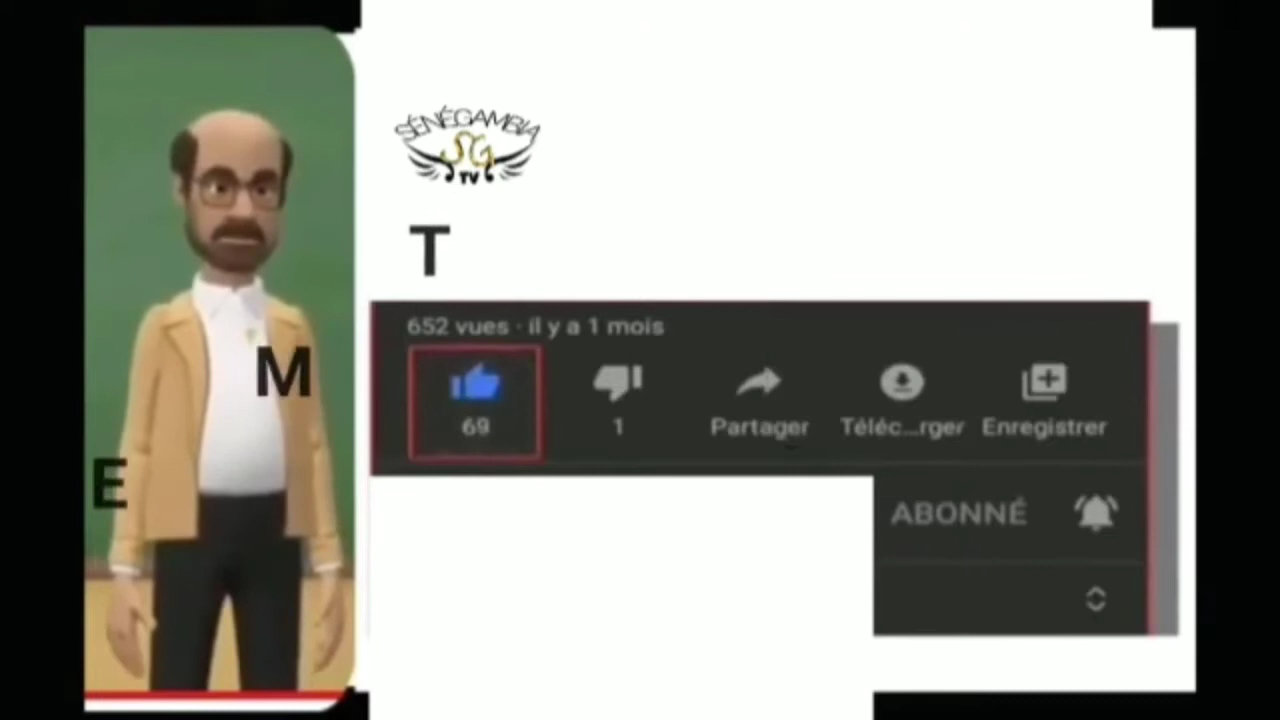 SÉNÉGAMBIA
SG
TV
T
652 vues · il y a 1 mois
69
1
Partager
Téléc...rger
Enregistrer
M
E
ABONNÉ